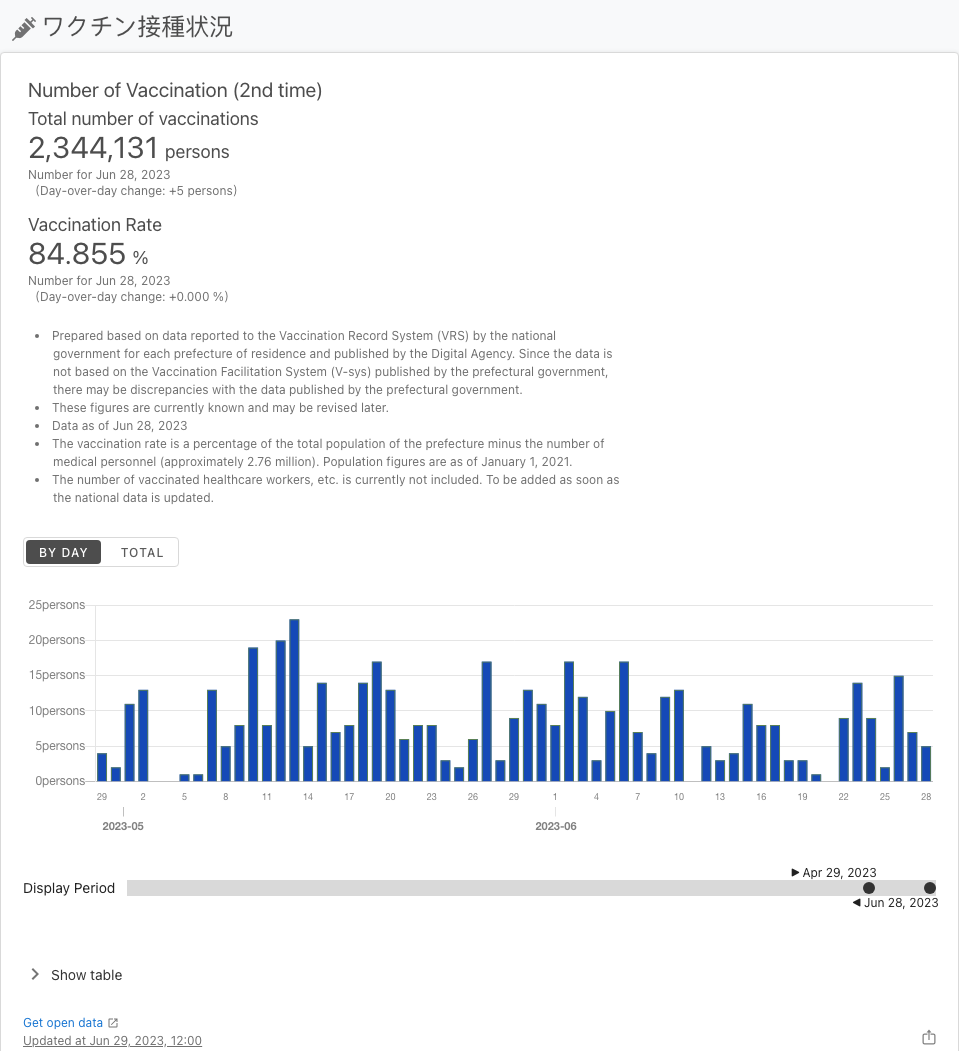 ワクチン接種状況
Number of Vaccination (2nd time)
Total number of vaccinations
2,344,131 persons
Number for Jun 28, 2023
(Day-over-day change: +5 persons)
Vaccination Rate
84.855 %
Number for Jun 28, 2023
(Day-over-day change: +0.000 %)
• Prepared based on data reported to the Vaccination Record System (VRS) by the national
government for each prefecture of residence and published by the Digital Agency. Since the data is
not based on the Vaccination Facilitation System (V-sys) published by the prefectural government,
there may be discrepancies with the data published by the prefectural government.
• These figures are currently known and may be revised later.
• Data as of Jun 28, 2023
• The vaccination rate is a percentage of the total population of the prefecture minus the number of
medical personnel (approximately 2.76 million). Population figures are as of January 1, 2021.
• The number of vaccinated healthcare workers, etc. is currently not included. To be added as soon as
the national data is updated.
BY DAY TOTAL
25persons
20persons
15persons
10persons
5persons
0persons
29 2 5 8 11 14 17 20 23 26 29 1 4 7 10 13 16 19 22 25 28
2023-05 2023-06
Apr 29, 2023
Display Period
Jun 28, 2023
Show table
Get open data
Updated at Jun 29, 2023, 12:00